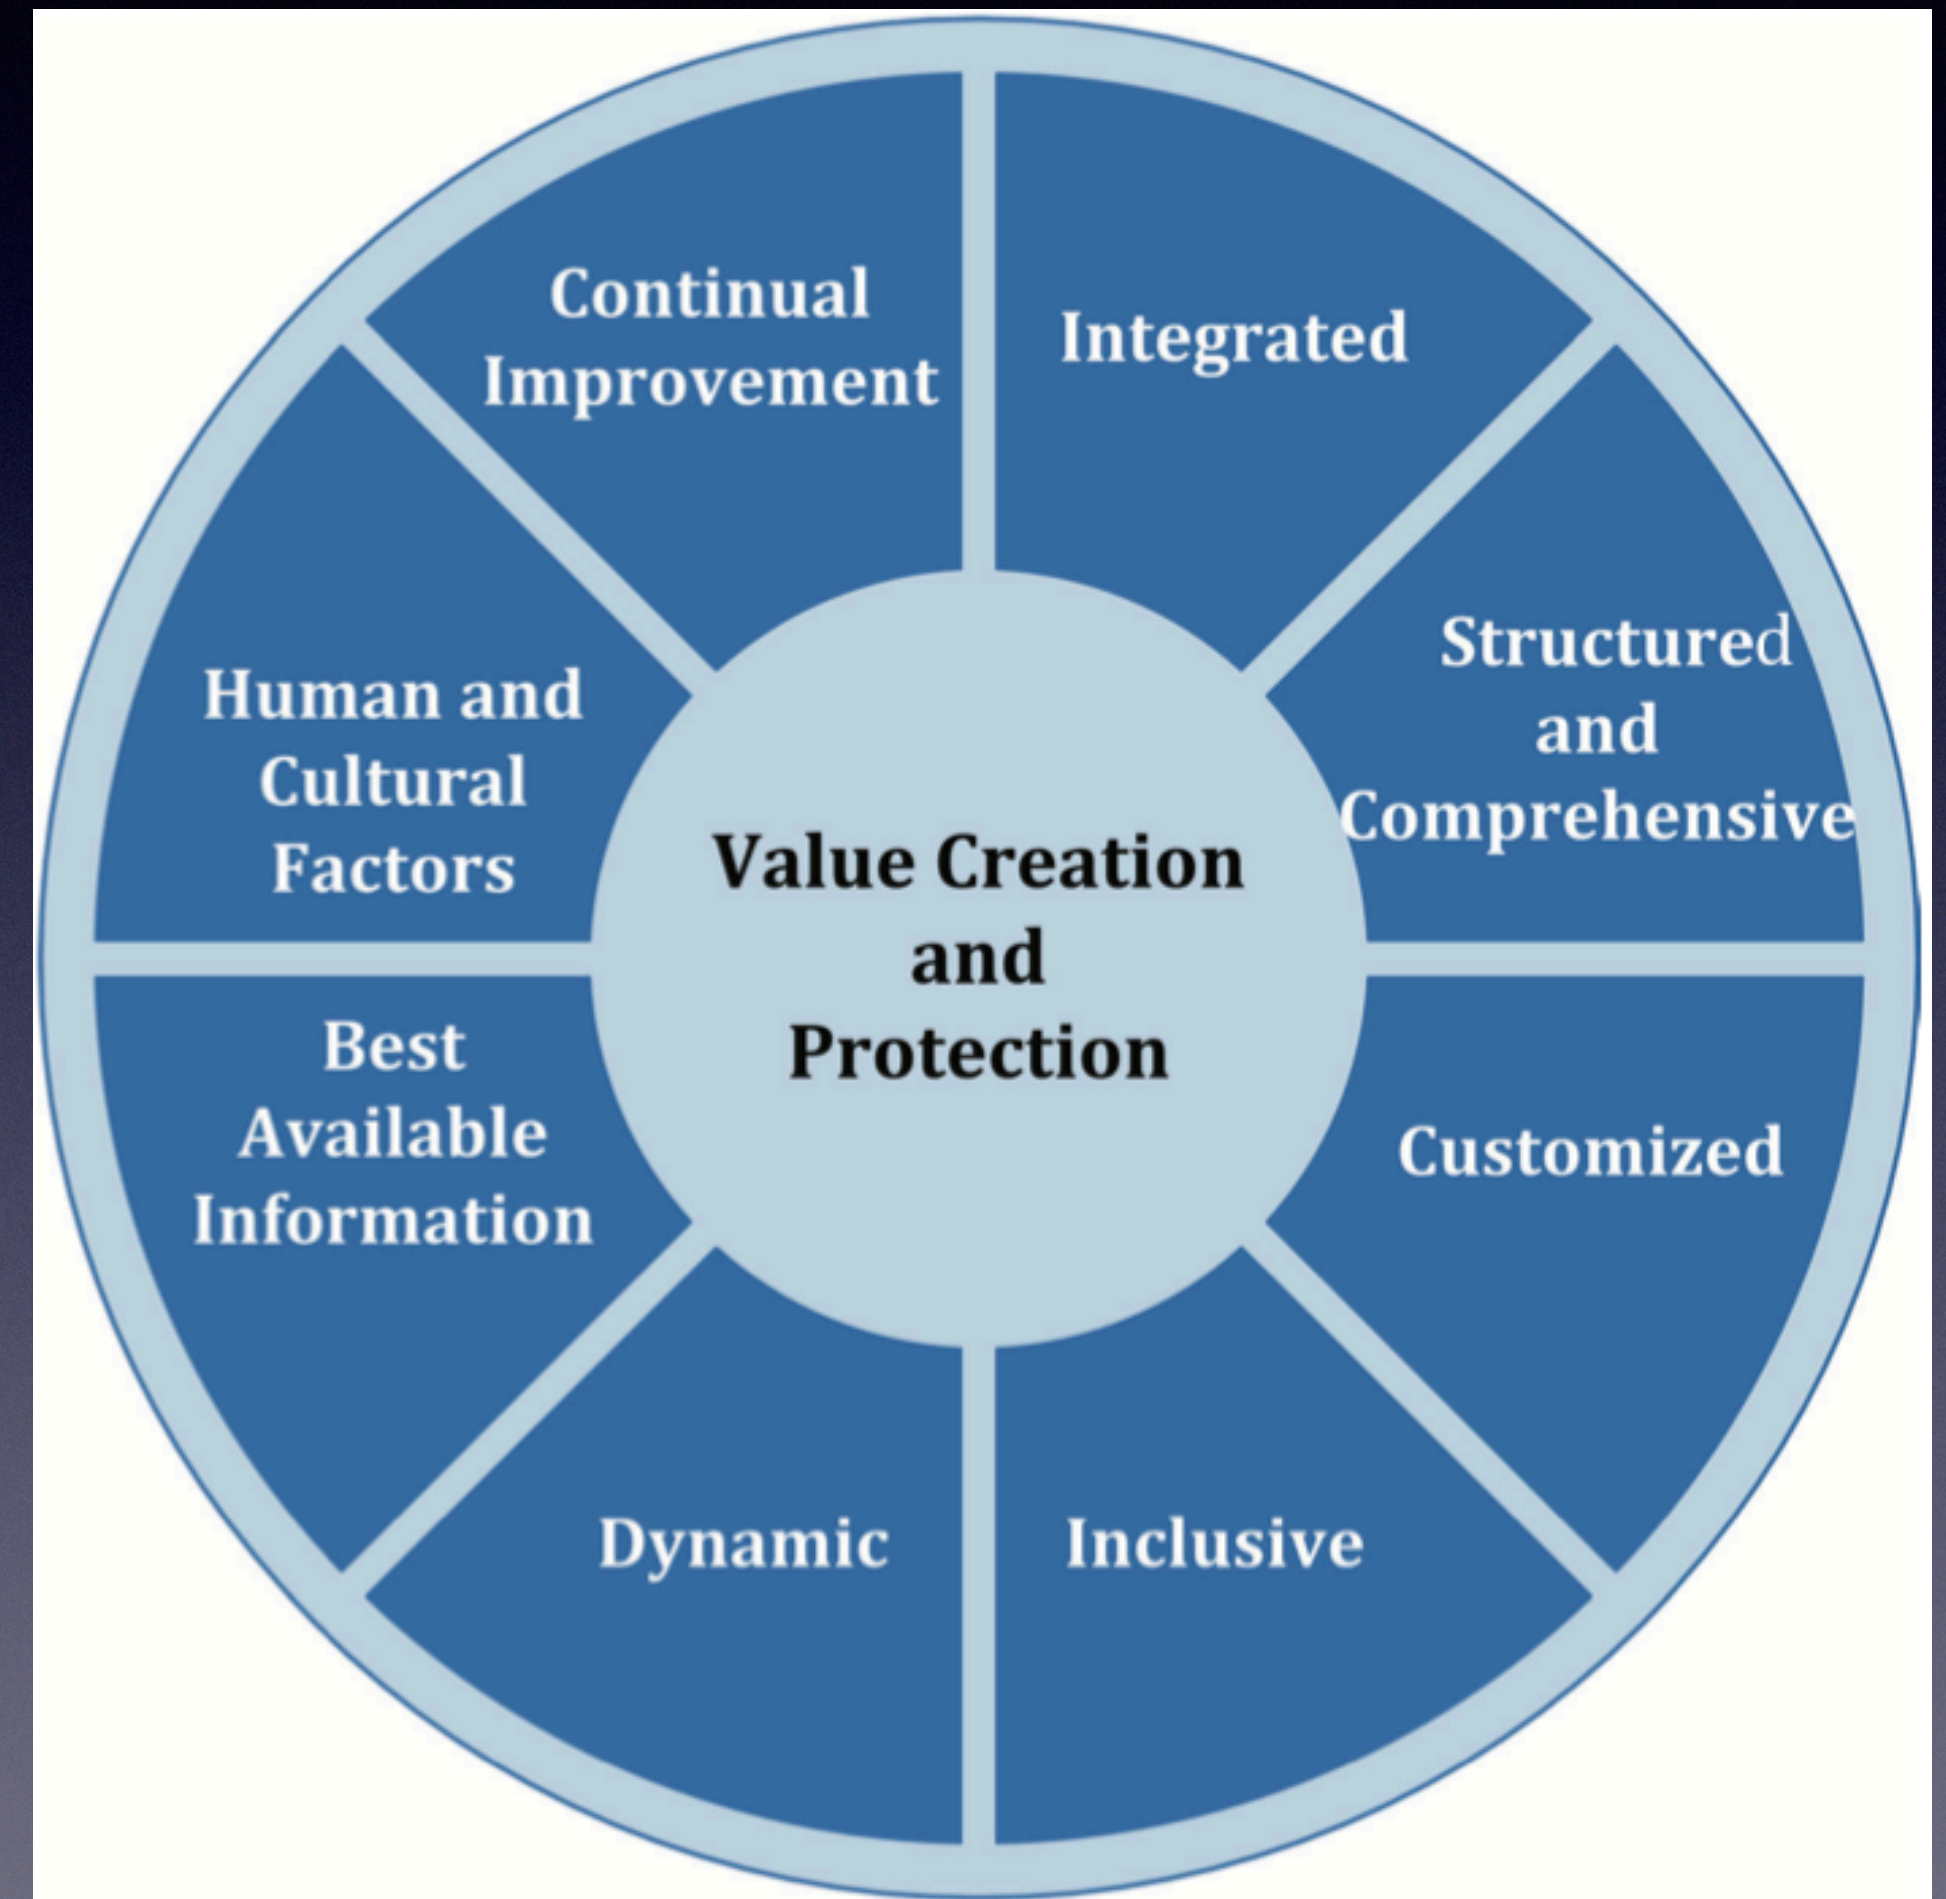 Continual
Improvement
Integrated
Structured
and
Comprehensive
Customized
Inclusive
Dynamic
Best
Available
Information
Human and
Cultural
Factors
Value Creation
and
Protection